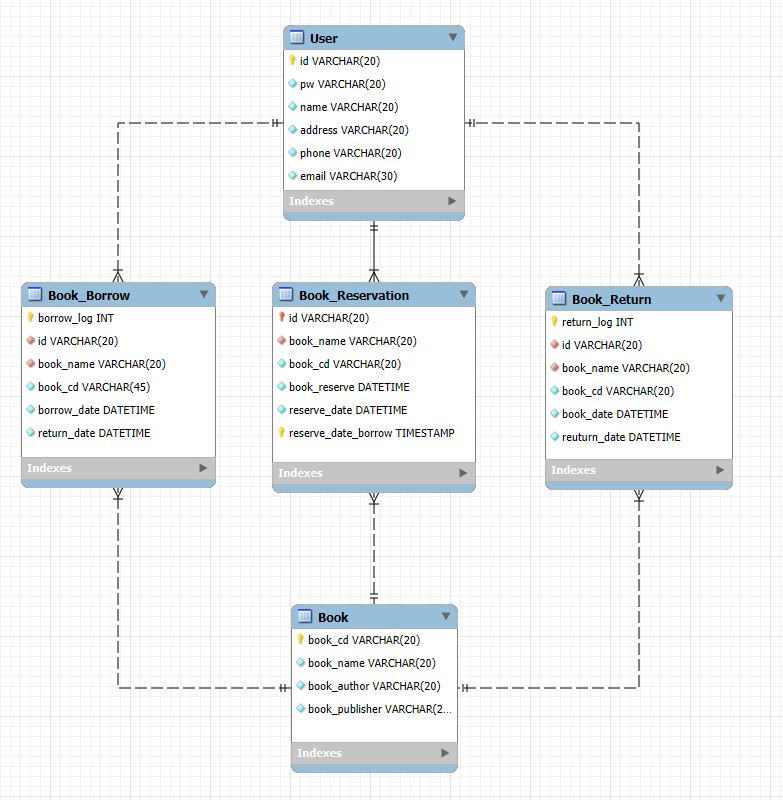 User
id VARCHAR(20)
pw VARCHAR(20)
name VARCHAR(20)
address VARCHAR(20)
phone VARCHAR(20)
email VARCHAR(30)
Indexes
Book_Borrow
borrow_log INT
id VARCHAR(20)
book_name VARCHAR(20)
book_cd VARCHAR(45)
borrow_date DATETIME
return_date DATETIME
Indexes
Book_Reservation
id VARCHAR(20)
book_name VARCHAR(20)
book_cd VARCHAR(20)
book_reserve DATETIME
reserve_date DATETIME
reserve_date_borrow TIMESTAMP
Indexes
Book_Return
return_log INT
id VARCHAR(20)
book_name VARCHAR(20)
book_cd VARCHAR(20)
book_date DATETIME
reuturn_date DATETIME
Indexes
Book
book_cd VARCHAR(20)
book_name VARCHAR(20)
book_author VARCHAR(20)
book_publisher VARCHAR(2...
Indexes